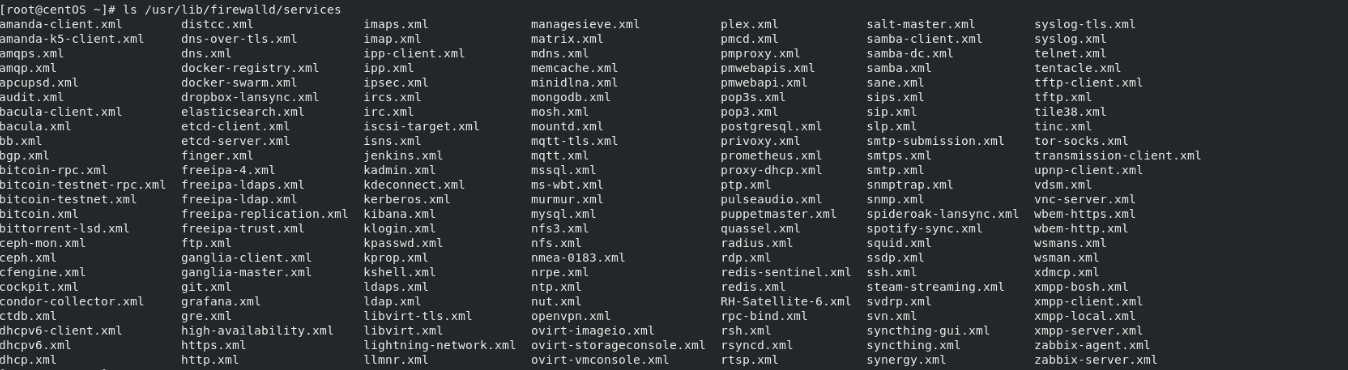 [root@centOS ~]# ls /usr/lib/firewalld/services
amanda-client.xml distcc.xml imaps.xml managesieve.xml plex.xml salt-master.xml syslog-tls.xml
amanda-k5-client.xml dns-over-tls.xml imap.xml matrix.xml pmcd.xml samba-client.xml syslog.xml
amqps.xml dns.xml ipp-client.xml mdns.xml pmproxy.xml samba-dc.xml telnet.xml
amqp.xml docker-registry.xml ipp.xml memcache.xml pmwebapis.xml samba.xml tentacle.xml
apcupsd.xml docker-swarm.xml ipsec.xml minidlna.xml pmwebapi.xml sane.xml tftp-client.xml
audit.xml dropbox-lansync.xml ircs.xml mongodb.xml pop3s.xml sips.xml tftp.xml
bacula-client.xml elasticsearch.xml irc.xml mosh.xml pop3.xml sip.xml tile38.xml
bacula.xml etcd-client.xml iscsi-target.xml mountd.xml postgresql.xml slp.xml tinc.xml
bb.xml etcd-server.xml isns.xml mqtt-tls.xml privoxy.xml smtp-submission.xml tor-socks.xml
bgp.xml finger.xml jenkins.xml mqtt.xml prometheus.xml smtps.xml transmission-client.xml
bitcoin-rpc.xml freeipa-4.xml kadmin.xml mssql.xml proxy-dhcp.xml smtp.xml upnp-client.xml
bitcoin-testnet-rpc.xml freeipa-ldaps.xml kdeconnect.xml ms-wbt.xml ptp.xml snmptrap.xml vdsm.xml
bitcoin-testnet.xml freeipa-ldap.xml kerberos.xml murmur.xml pulseaudio.xml snmp.xml vnc-server.xml
bitcoin.xml freeipa-replication.xml kibana.xml mysql.xml puppetmaster.xml spideroak-lansync.xml wbem-https.xml
bittorrent-lsd.xml freeipa-trust.xml klogin.xml nfs3.xml quassel.xml spotify-sync.xml wbem-http.xml
ceph-mon.xml ftp.xml kpasswd.xml nfs.xml radius.xml squid.xml wsmans.xml
ceph.xml ganglia-client.xml kprop.xml nmea-0183.xml rdp.xml ssdp.xml wsman.xml
cfengine.xml ganglia-master.xml kshell.xml nrpe.xml redis-sentinel.xml ssh.xml xdmcp.xml
cockpit.xml git.xml ldaps.xml ntp.xml redis.xml steam-streaming.xml xmpp-bosh.xml
condor-collector.xml grafana.xml ldap.xml nut.xml RH-Satellite-6.xml svdrp.xml xmpp-client.xml
ctdb.xml gre.xml libvirt-tls.xml openvpn.xml rpc-bind.xml svn.xml xmpp-local.xml
dhcpv6-client.xml high-availability.xml libvirt.xml ovirt-imageio.xml rsh.xml syncthing-gui.xml xmpp-server.xml
dhcpv6.xml https.xml lightning-network.xml ovirt-storageconsole.xml rsyncd.xml syncthing.xml zabbix-agent.xml
dhcp.xml http.xml llmnr.xml ovirt-vmconsole.xml rtsp.xml synergy.xml zabbix-server.xml